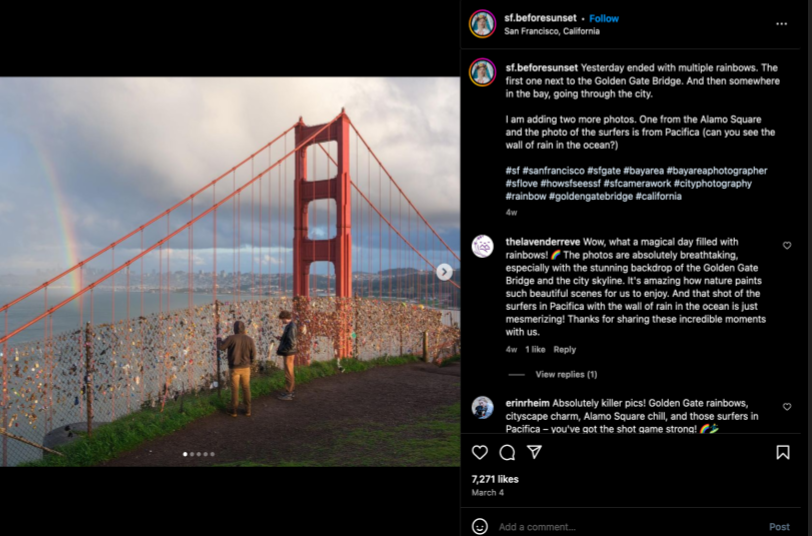 sf.beforesunset • Follow
San Francisco, California
sf.beforesunset Yesterday ended with multiple rainbows. The
first one next to the Golden Gate Bridge. And then somewhere
in the bay, going through the city.
I am adding two more photos. One from the Alamo Square
and the photo of the surfers is from Pacifica (can you see the
wall of rain in the ocean?)
#sf #sanfrancisco #sfgate #bayarea #bayareaphotographer
#sflove #howsfseessf #sfcamerawork #cityphotography
#rainbow #goldengatebridge #california
4w
thelavenderreve Wow, what a magical day filled with
rainbows! 🌈 The photos are absolutely breathtaking,
especially with the stunning backdrop of the Golden Gate
Bridge and the city skyline. It's amazing how nature paints
such beautiful scenes for us to enjoy. And that shot of the
surfers in Pacifica with the wall of rain in the ocean is just
mesmerizing! Thanks for sharing these incredible moments
with us.
4w 1 like Reply
View replies (1)
erinrheim Absolutely killer pics! Golden Gate rainbows,
cityscape charm, Alamo Square chill, and those surfers in
Pacifica – you've got the shot game strong! 🌈🏄
7,271 likes
March 4
Add a comment...
Post